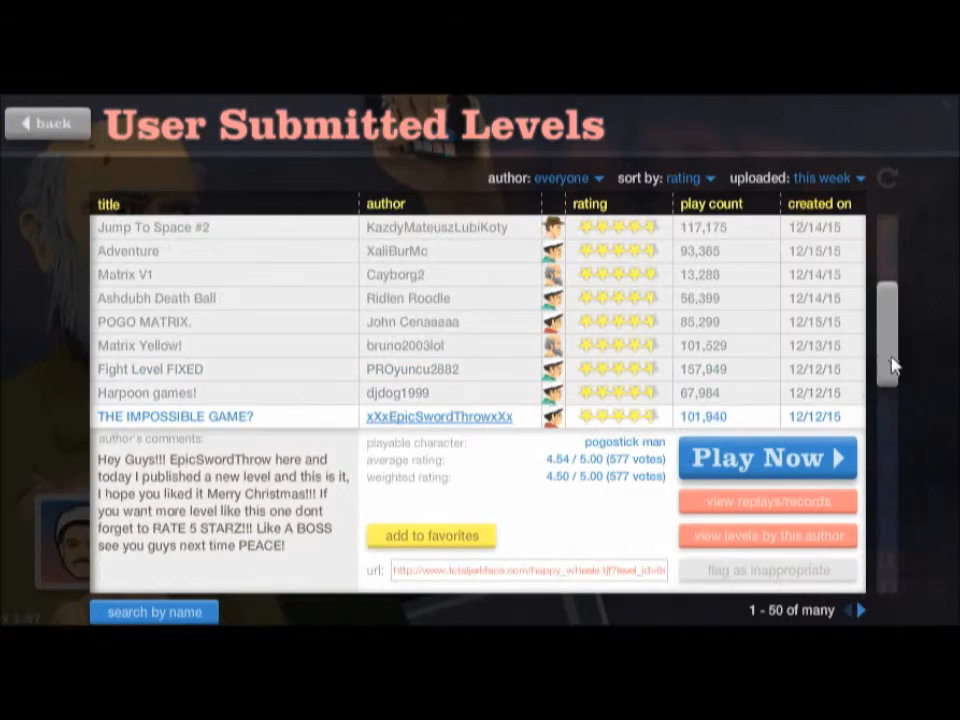 back
User Submitted Levels
author: everyone sort by: rating uploaded: this week
title author rating play count created on
Jump To Space #2 KazdyMateuszLubiKoty 117,175 12/14/15
Adventure XaliBurMc 93,365 12/15/15
Matrix V1 Cayborg2 13,288 12/14/15
Ashdubh Death Ball Ridlen Roodle 56,399 12/14/15
POGO MATRIX. John Cenaaaaa 85,299 12/15/15
Matrix Yellow! bruno2003lol 101,529 12/13/15
Fight Level FIXED PROyuncu2882 157,949 12/12/15
Harpoon games! djdog1999 67,984 12/12/15
THE IMPOSSIBLE GAME? xXxEpicSwordThrowxXx 101,940 12/12/15
author's comments:
Hey Guys!!! EpicSwordThrow here and
today I published a new level and this is it,
I hope you liked it Merry Christmas!!! If
you want more level like this one dont
forget to RATE 5 STARZ!!! Like A BOSS
see you guys next time PEACE!
playable character: pogostick man
average rating: 4.54 / 5.00 (577 votes)
weighted rating: 4.50 / 5.00 (577 votes)
add to favorites
url: http://www.totaljerkface.com/happy_wheels.tjf?level_id=8
Play Now
view replays/records
view levels by this author
flag as inappropriate
search by name
1 - 50 of many